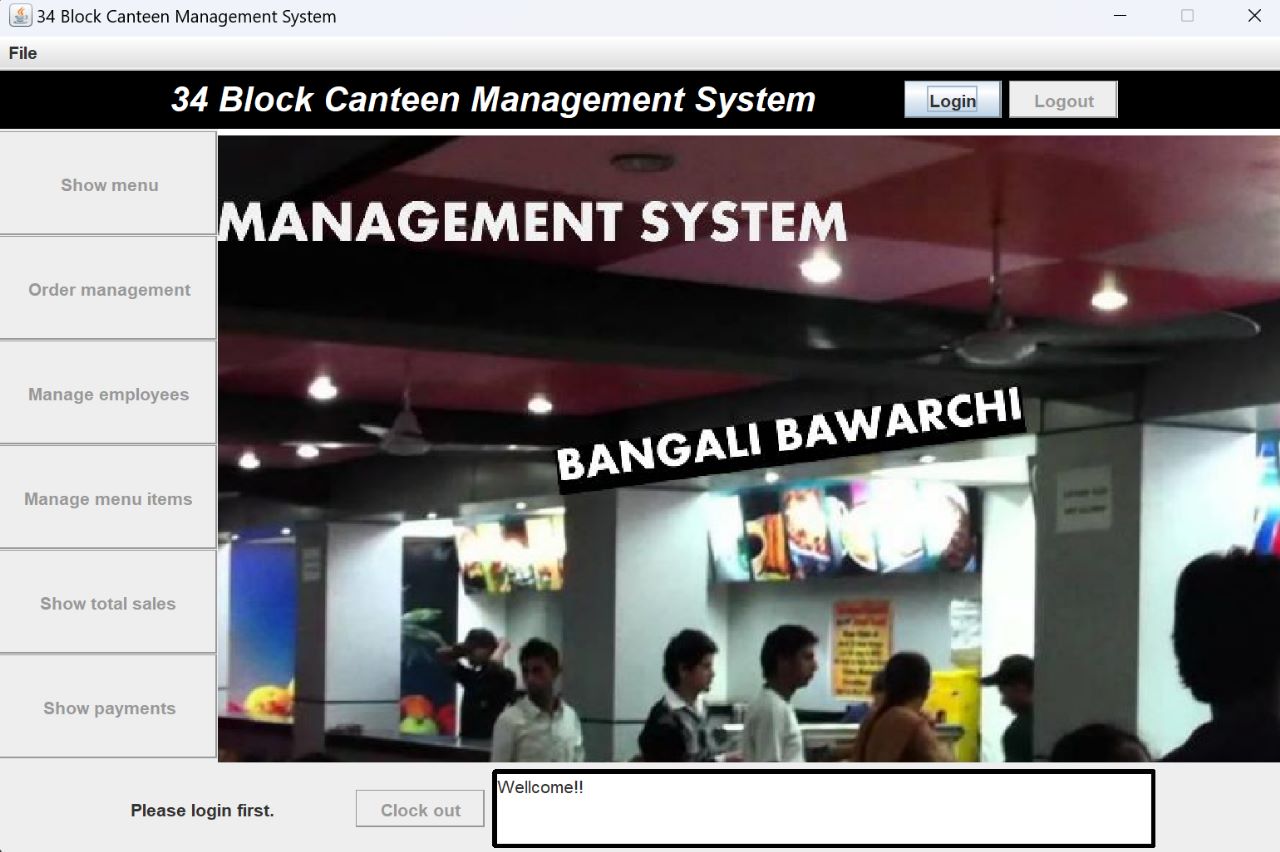 34 Block Canteen Management System
File
34 Block Canteen Management System
Login
Logout
Show menu
Order management
Manage employees
Manage menu items
Show total sales
Show payments
MANAGEMENT SYSTEM
BANGALI BAWARCHI
Please login first.
Clock out
Wellcome!!